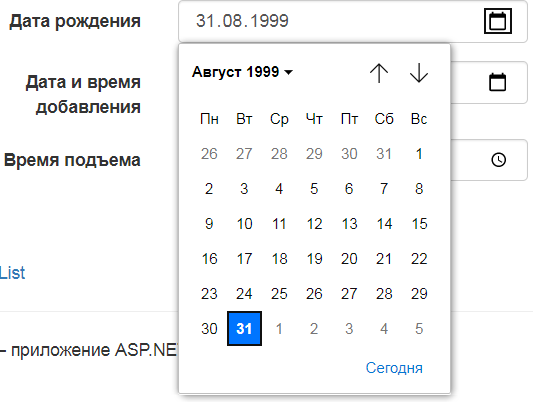 Дата рождения 31.08.1999
Август 1999
Дата и время
добавления
Пн Вт Ср Чт Пт Сб Вс
26 27 28 29 30 31 1
2 3 4 5 6 7 8
Время подъема
9 10 11 12 13 14 15
16 17 18 19 20 21 22
List
23 24 25 26 27 28 29
30 31 1 2 3 4 5
– приложение ASP.NE
Сегодня